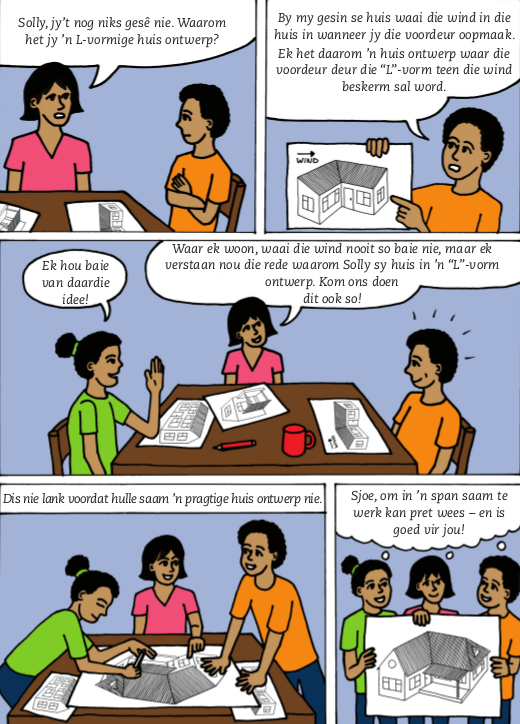 Solly, jy't nog niks gesê nie. Waarom
het jy 'n L-vormige huis ontwerp?
By my gesin se huis waai die wind in die
huis in wanneer jy die voordeur oopmaak.
Ek het daarom 'n huis ontwerp waar die
voordeur deur die “L”-vorm teen die wind
beskerm sal word.
WIND
Ek hou baie
van daardie
idee!
Waar ek woon, waai die wind nooit so baie nie, maar ek
verstaan nou die rede waarom Solly sy huis in 'n “L”-vorm
ontwerp. Kom ons doen
dit ook so!
WIND
Dis nie lank voordat hulle saam 'n pragtige huis ontwerp nie.
Sjoe, om in 'n span saam te
werk kan pret wees – en is
goed vir jou!